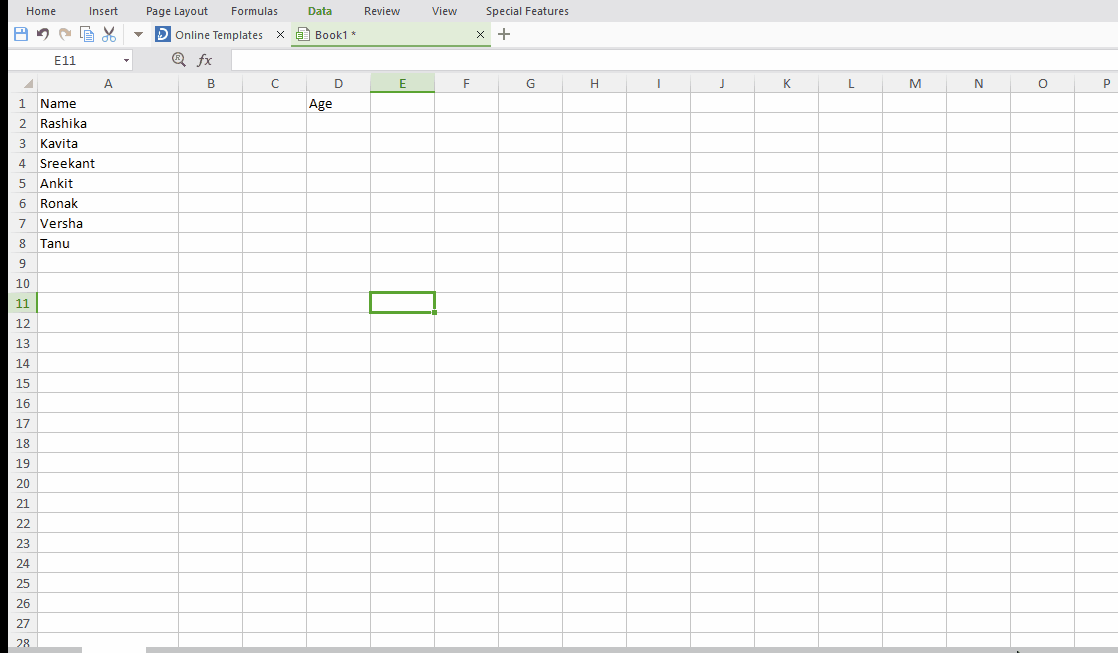 Home Insert Page Layout Formulas Data Review View Special Features
Online Templates Book1 *
E11 fx
A B C D E F G H I J K L M N O P
1 Name Age
2 Rashika
3 Kavita
4 Sreekant
5 Ankit
6 Ronak
7 Versha
8 Tanu
9
10
11
12
13
14
15
16
17
18
19
20
21
22
23
24
25
26
27
28